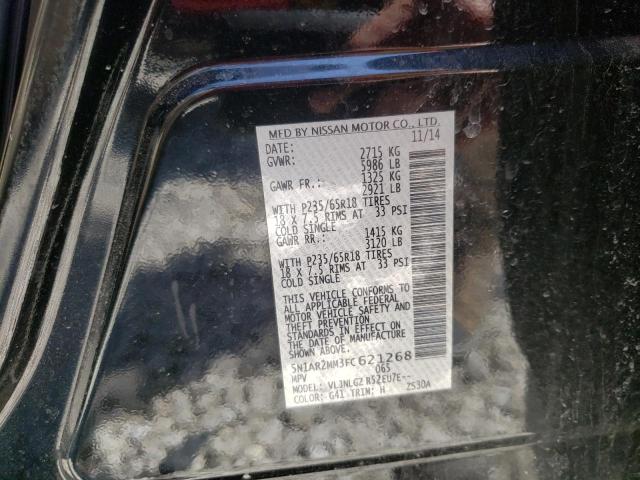 MFD BY NISSAN MOTOR CO., LTD.
DATE: 11/14
GVWR: 2715 KG
5986 LB
GAWR FR.: 1325 KG
2921 LB
WITH P235/65R18 TIRES
18 X 7.5 RIMS AT 33 PSI
COLD SINGLE
GAWR RR.: 1415 KG
3120 LB
WITH P235/65R18 TIRES
18 X 7.5 RIMS AT 33 PSI
COLD SINGLE
THIS VEHICLE CONFORMS TO
ALL APPLICABLE FEDERAL
MOTOR VEHICLE SAFETY AND
THEFT PREVENTION
STANDARDS IN EFFECT ON
THE DATE OF MANUFACTURE
SHOWN ABOVE.
5N1AR2MM3FC621268
MPV 065
MODEL: VLJNLGZ R52EU7E--
COLOR: G41 TRIM: H ZS30A